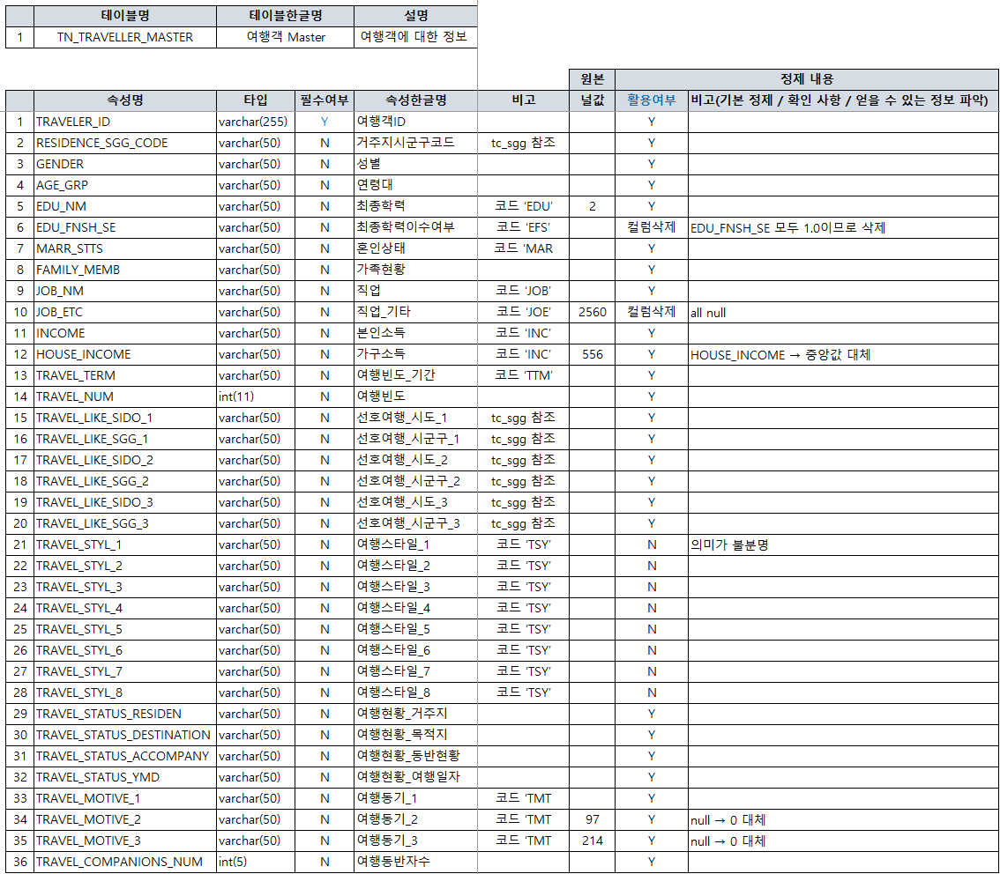 테이블명 테이블한글명 설명
1 TN_TRAVELLER_MASTER 여행객 Master 여행객에 대한 정보
원본 정제 내용
속성명 타입 필수여부 속성한글명 비고 널값 활용여부 비고(기본 정제 / 확인 사항 / 얻을 수 있는 정보 파악)
1 TRAVELER_ID varchar(255) Y 여행객ID Y
2 RESIDENCE_SGG_CODE varchar(50) N 거주지시군구코드 tc_sgg 참조 Y
3 GENDER varchar(50) N 성별 Y
4 AGE_GRP varchar(50) N 연령대 Y
5 EDU_NM varchar(50) N 최종학력 코드 ‘EDU’ 2 Y
6 EDU_FNSH_SE varchar(50) N 최종학력이수여부 코드 ‘EFS’ 컬럼삭제 EDU_FNSH_SE 모두 1.0이므로 삭제
7 MARR_STTS varchar(50) N 혼인상태 코드 ‘MAR Y
8 FAMILY_MEMB varchar(50) N 가족현황 Y
9 JOB_NM varchar(50) N 직업 코드 ‘JOB’ Y
10 JOB_ETC varchar(50) N 직업_기타 코드 ‘JOE’ 2560 컬럼삭제 all null
11 INCOME varchar(50) N 본인소득 코드 ‘INC’ Y
12 HOUSE_INCOME varchar(50) N 가구소득 코드 ‘INC’ 556 Y HOUSE_INCOME → 중앙값 대체
13 TRAVEL_TERM varchar(50) N 여행빈도_기간 코드 ‘TTM’ Y
14 TRAVEL_NUM int(11) N 여행빈도 Y
15 TRAVEL_LIKE_SIDO_1 varchar(50) N 선호여행_시도_1 tc_sgg 참조 Y
16 TRAVEL_LIKE_SGG_1 varchar(50) N 선호여행_시군구_1 tc_sgg 참조 Y
17 TRAVEL_LIKE_SIDO_2 varchar(50) N 선호여행_시도_2 tc_sgg 참조 Y
18 TRAVEL_LIKE_SGG_2 varchar(50) N 선호여행_시군구_2 tc_sgg 참조 Y
19 TRAVEL_LIKE_SIDO_3 varchar(50) N 선호여행_시도_3 tc_sgg 참조 Y
20 TRAVEL_LIKE_SGG_3 varchar(50) N 선호여행_시군구_3 tc_sgg 참조 Y
21 TRAVEL_STYL_1 varchar(50) N 여행스타일_1 코드 ‘TSY’ N 의미가 불분명
22 TRAVEL_STYL_2 varchar(50) N 여행스타일_2 코드 ‘TSY’ N
23 TRAVEL_STYL_3 varchar(50) N 여행스타일_3 코드 ‘TSY’ N
24 TRAVEL_STYL_4 varchar(50) N 여행스타일_4 코드 ‘TSY’ N
25 TRAVEL_STYL_5 varchar(50) N 여행스타일_5 코드 ‘TSY’ N
26 TRAVEL_STYL_6 varchar(50) N 여행스타일_6 코드 ‘TSY’ N
27 TRAVEL_STYL_7 varchar(50) N 여행스타일_7 코드 ‘TSY’ N
28 TRAVEL_STYL_8 varchar(50) N 여행스타일_8 코드 ‘TSY’ N
29 TRAVEL_STATUS_RESIDEN varchar(50) N 여행현황_거주지 Y
30 TRAVEL_STATUS_DESTINATION varchar(50) N 여행현황_목적지 Y
31 TRAVEL_STATUS_ACCOMPANY varchar(50) N 여행현황_동반현황 Y
32 TRAVEL_STATUS_YMD varchar(50) N 여행현황_여행일자 Y
33 TRAVEL_MOTIVE_1 varchar(50) N 여행동기_1 코드 ‘TMT Y
34 TRAVEL_MOTIVE_2 varchar(50) N 여행동기_2 코드 ‘TMT 97 Y null → 0 대체
35 TRAVEL_MOTIVE_3 varchar(50) N 여행동기_3 코드 ‘TMT 214 Y null → 0 대체
36 TRAVEL_COMPANIONS_NUM int(5) N 여행동반자수 Y